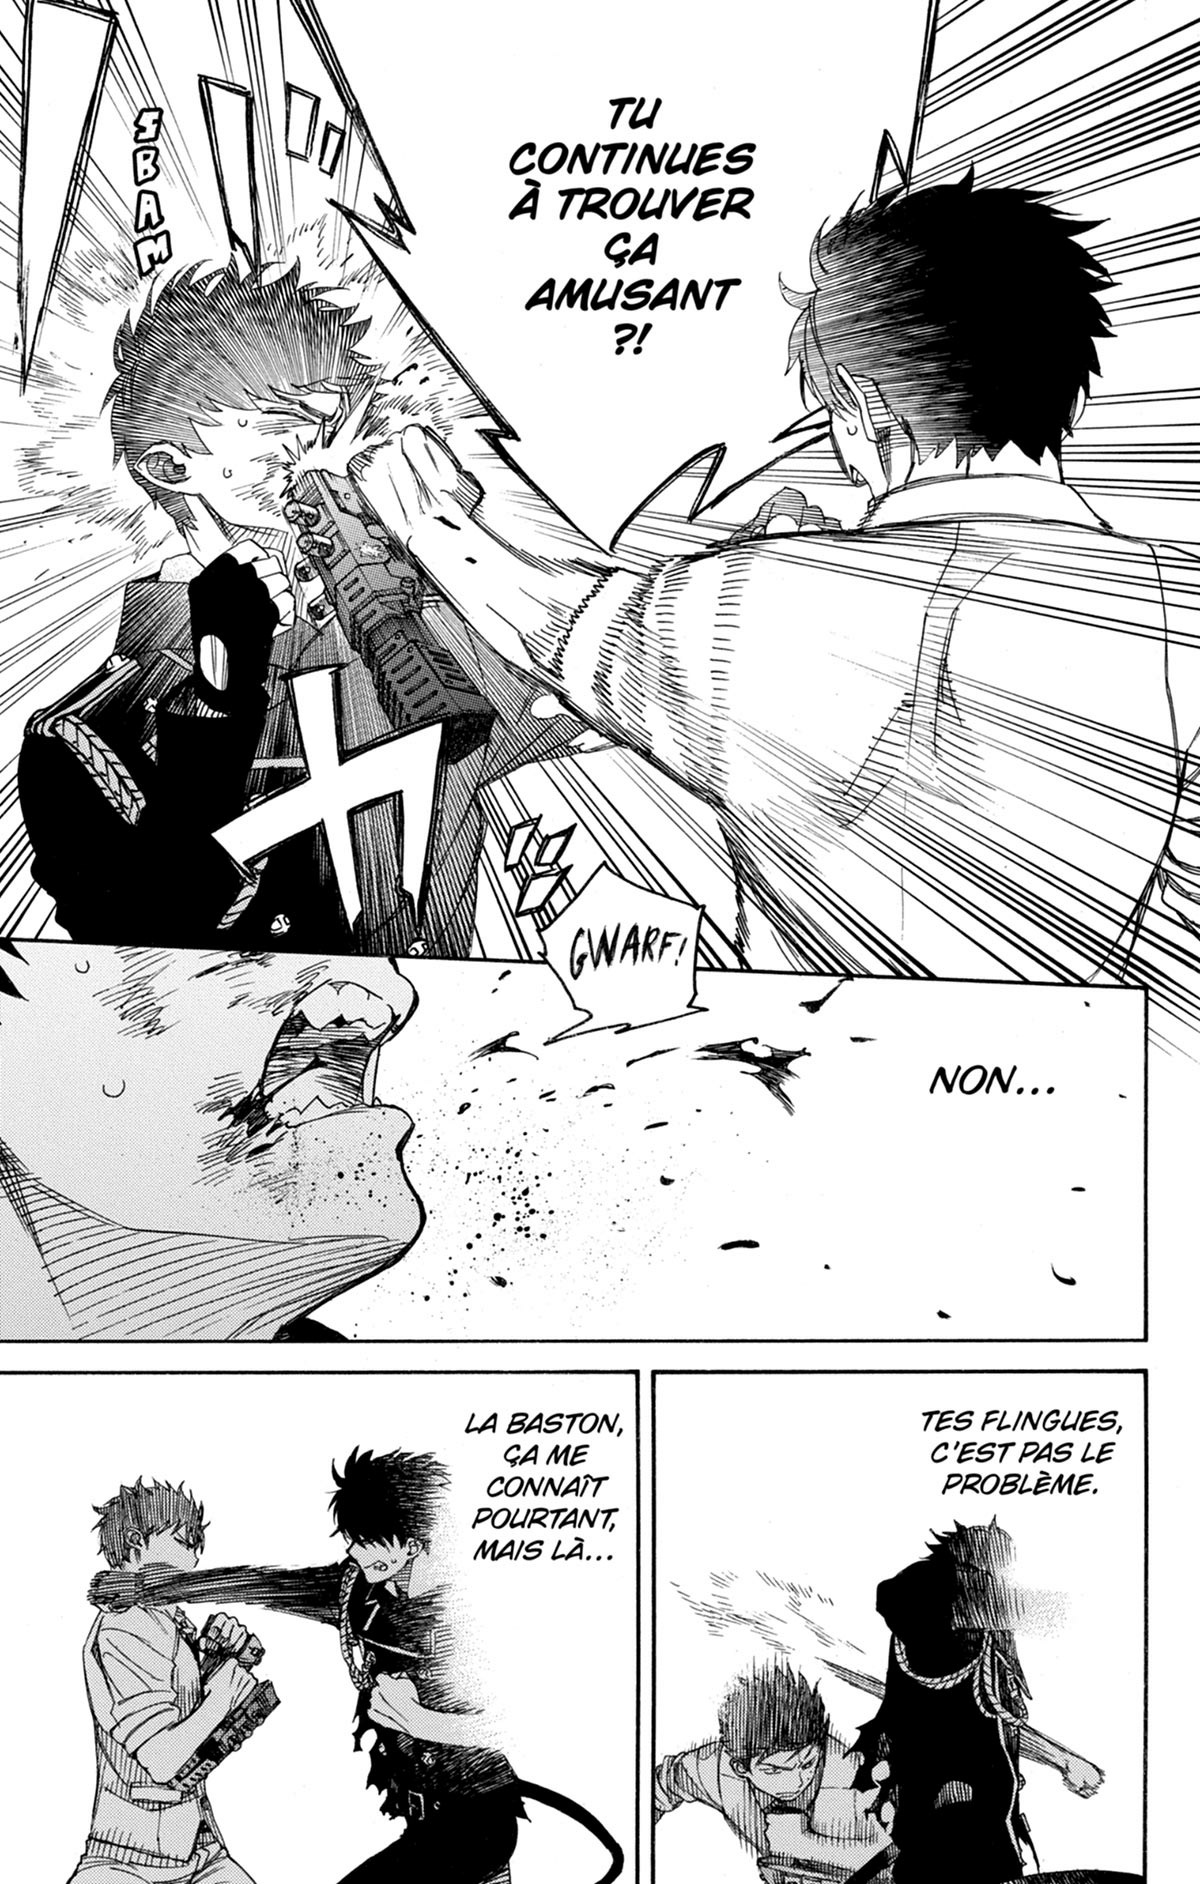 TU
CONTINUES
À TROUVER
ÇA
AMUSANT
?!
SBAM
GWARF!
NON...
TES FLINGUES,
C'EST PAS LE
PROBLÈME.
LA BASTON,
ÇA ME
CONNAÎT
POURTANT,
MAIS LÀ...